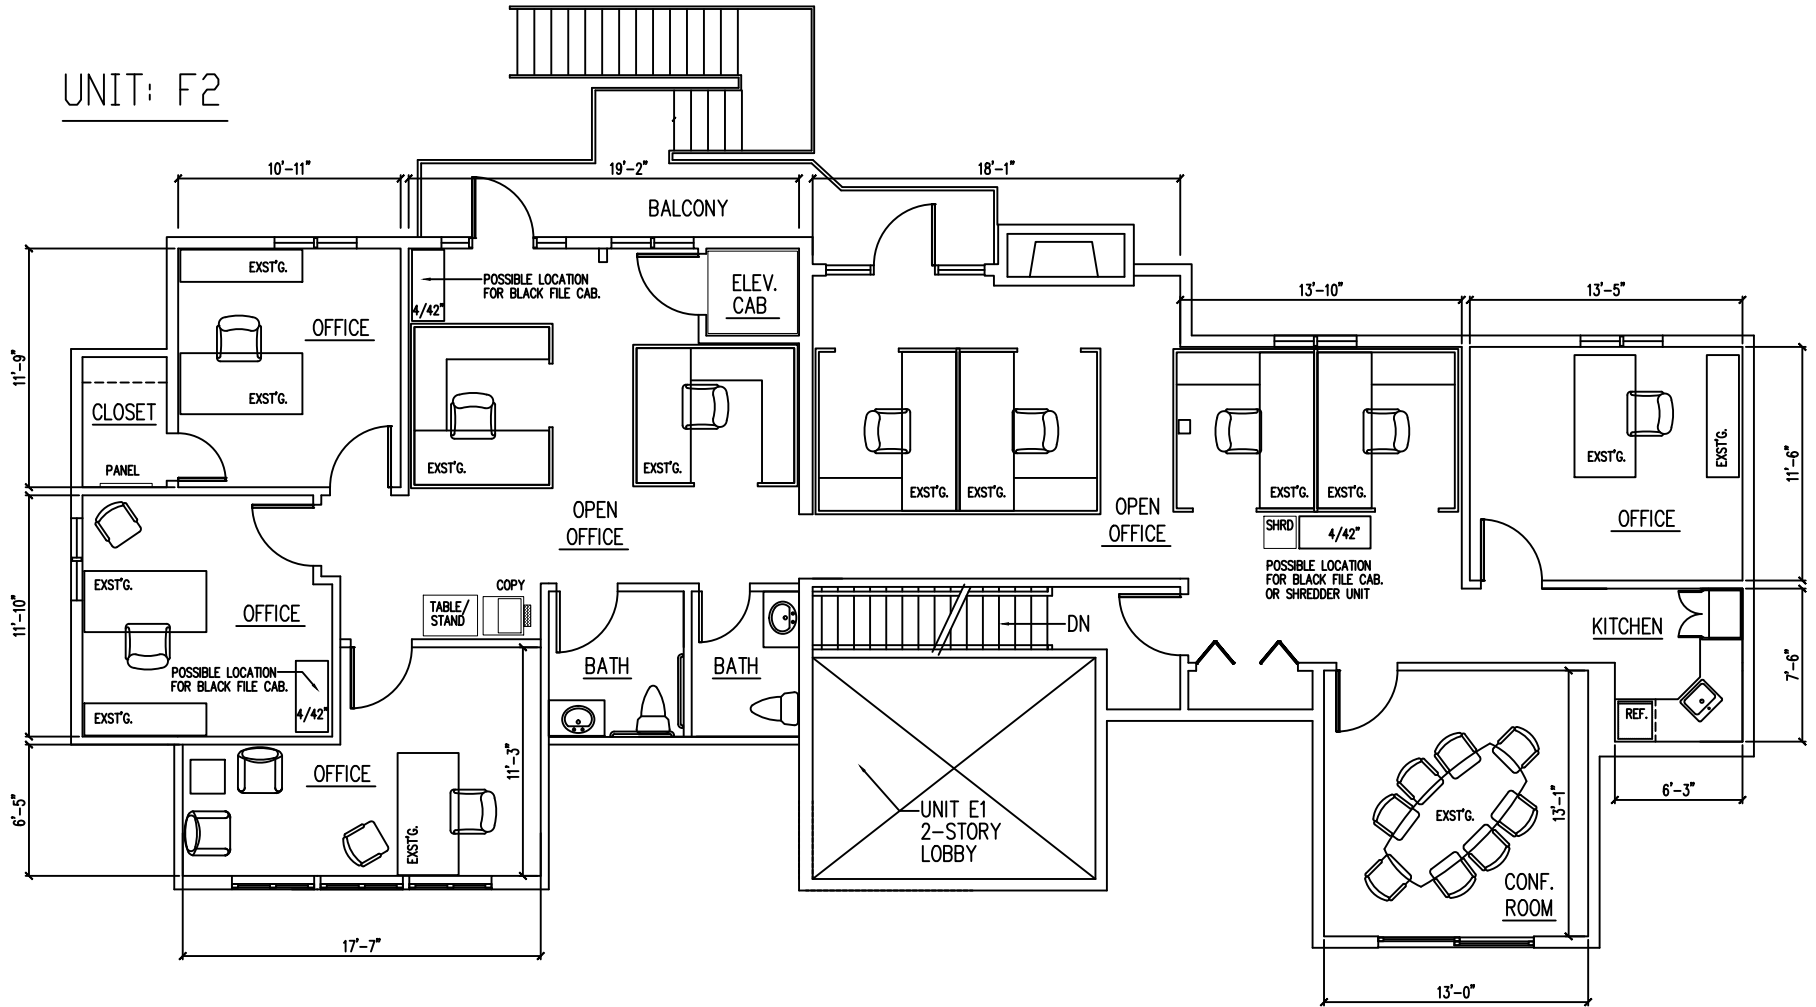 UNIT: F2
10'-11"
19'-2"
18'-1"
BALCONY
13'-10"
13'-5"
EXST'G.
POSSIBLE LOCATION
FOR BLACK FILE CAB.
4/42"
ELEV.
CAB
OFFICE
11'-9"
EXST'G.
CLOSET
PANEL
EXST'G.
EXST'G.
EXST'G.
EXST'G.
EXST'G.
EXST'G.
EXST'G.
EXST'G.
11'-6"
OPEN
OFFICE
OPEN
OFFICE
SHRD
4/42"
OFFICE
POSSIBLE LOCATION
FOR BLACK FILE CAB.
OR SHREDDER UNIT
11'-10"
EXST'G.
OFFICE
COPY
TABLE/
STAND
DN
KITCHEN
BATH
BATH
7'-6"
POSSIBLE LOCATION
FOR BLACK FILE CAB.
4/42"
EXST'G.
REF.
OFFICE
11'-3"
6'-5"
EXST'G.
UNIT E1
2-STORY
LOBBY
6'-3"
13'-1"
EXST'G.
CONF.
ROOM
17'-7"
13'-0"